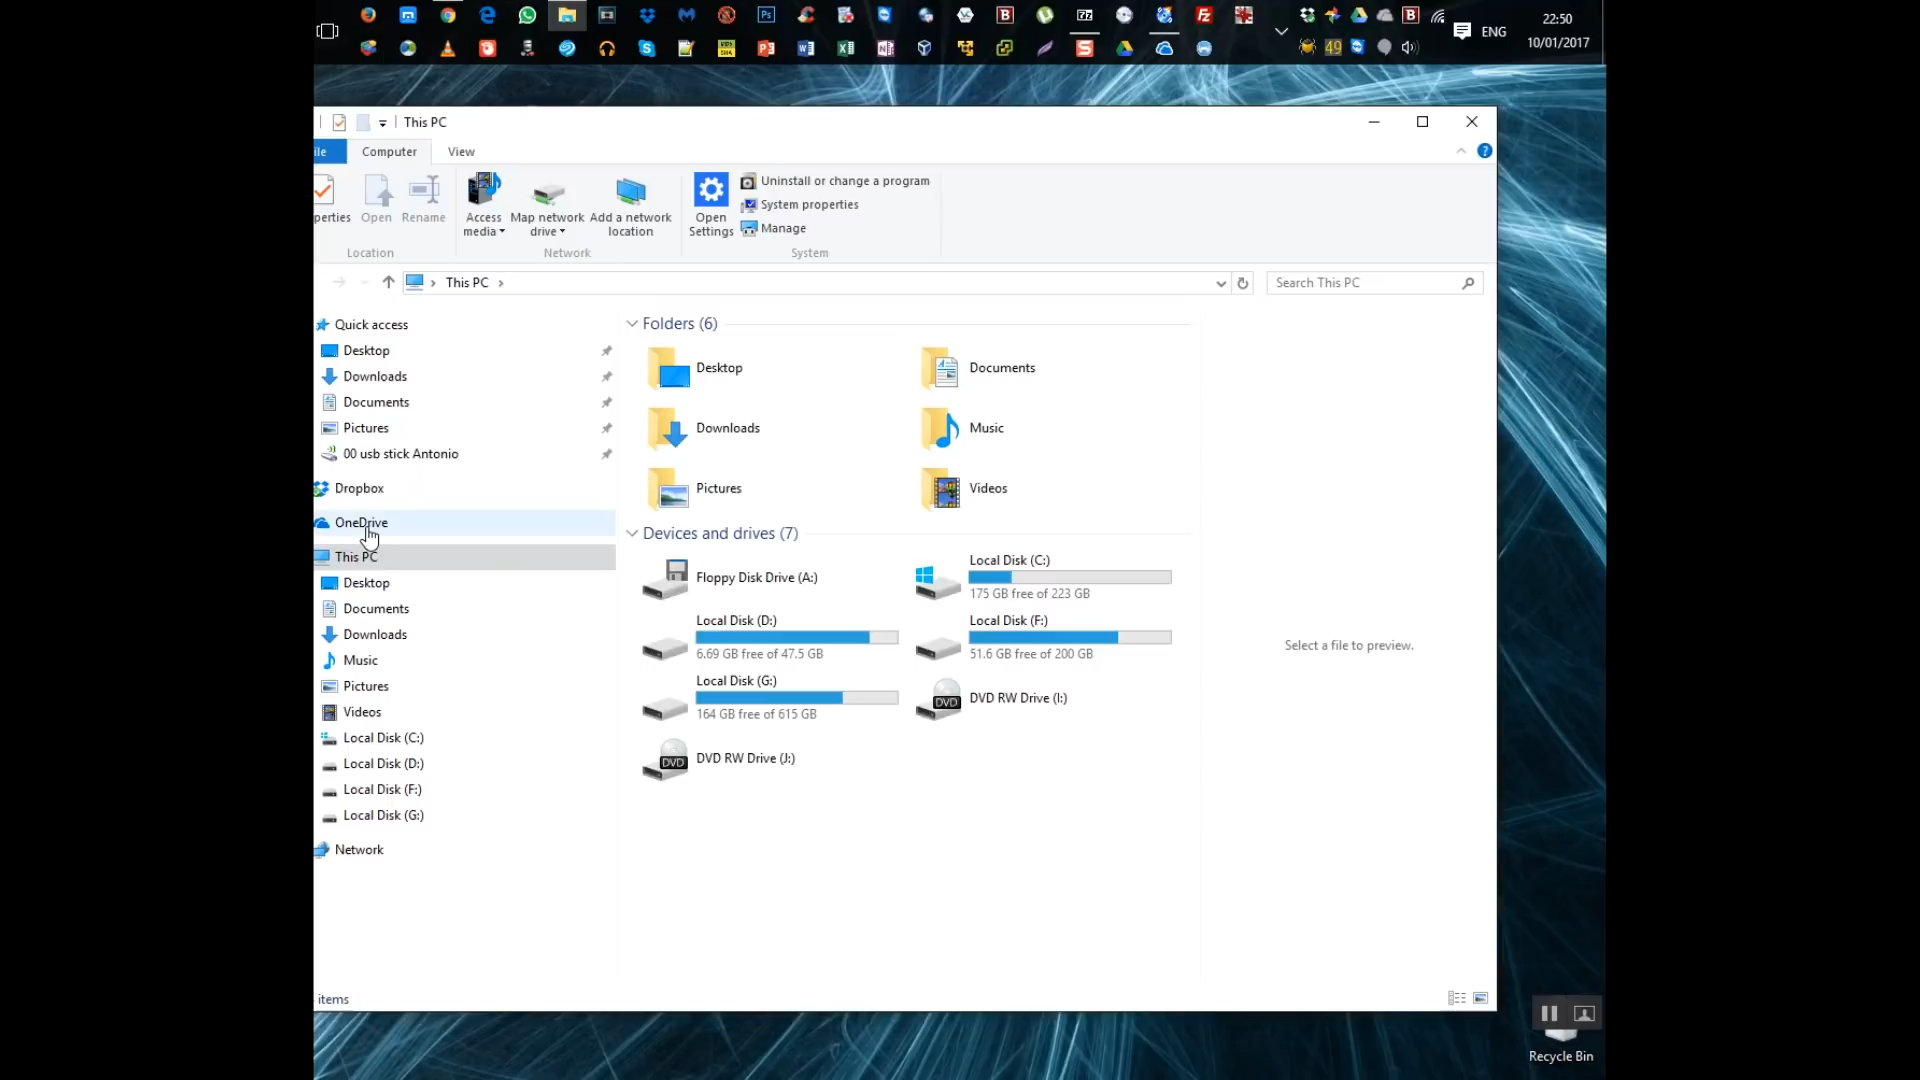 22:50
ENG
10/01/2017
49
This PC
ile
Computer
View
perties
Open
Rename
Access media
Map network drive
Add a network location
Open Settings
Uninstall or change a program
System properties
Manage
Location
Network
System
This PC
Search This PC
Quick access
Desktop
Downloads
Documents
Pictures
00 usb stick Antonio
Dropbox
OneDrive
This PC
Desktop
Documents
Downloads
Music
Pictures
Videos
Local Disk (C:)
Local Disk (D:)
Local Disk (F:)
Local Disk (G:)
Network
Folders (6)
Desktop
Documents
Downloads
Music
Pictures
Videos
Devices and drives (7)
Floppy Disk Drive (A:)
Local Disk (C:)
175 GB free of 223 GB
Local Disk (D:)
6.69 GB free of 47.5 GB
Local Disk (F:)
51.6 GB free of 200 GB
Local Disk (G:)
164 GB free of 615 GB
DVD
DVD RW Drive (I:)
DVD
DVD RW Drive (J:)
Select a file to preview.
items
Recycle Bin